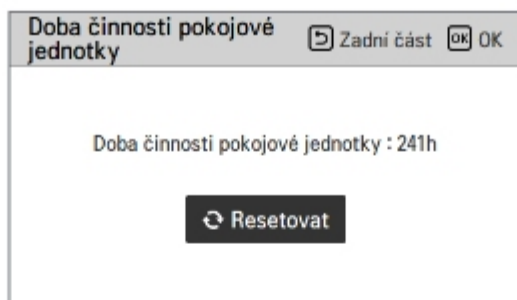 Doba činnosti pokojové
jednotky
Zadní část OK OK
Doba činnosti pokojové jednotky : 241h
Resetovat